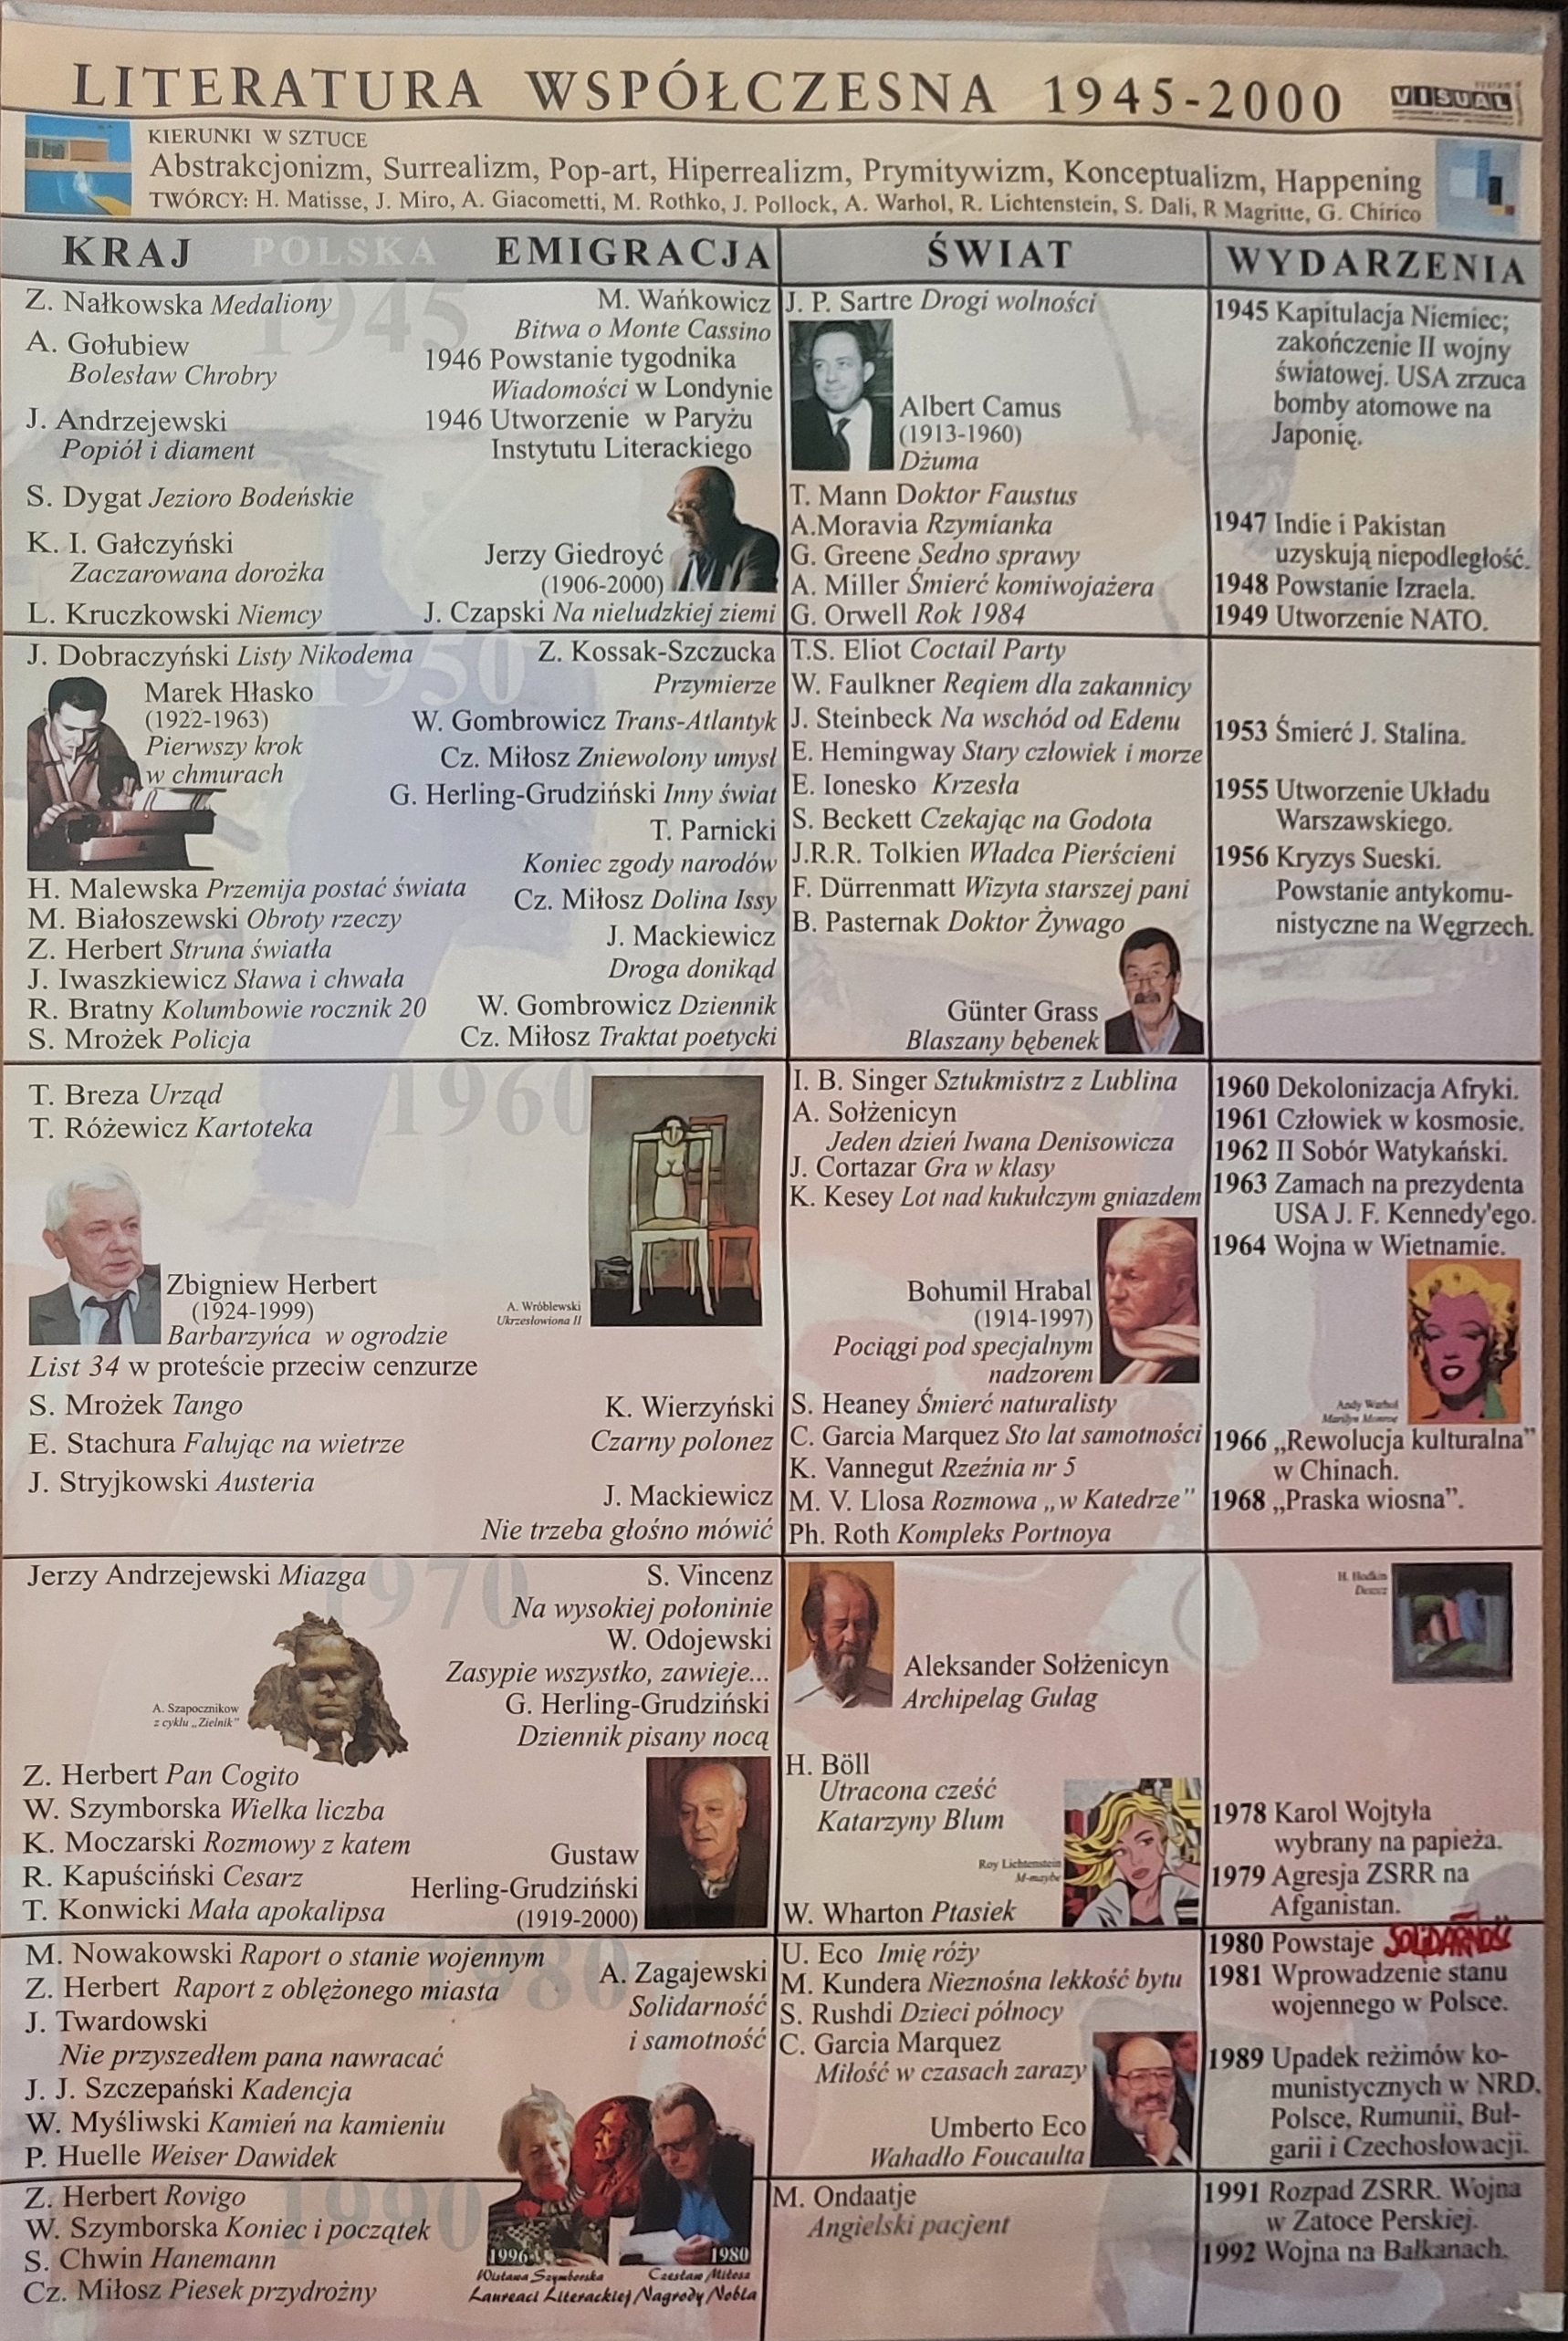 LITERATURA WSPÓŁCZESNA 1945-2000
VISUAL
KIERUNKI W SZTUCE
Abstrakcjonizm, Surrealizm, Pop-art, Hiperrealizm, Prymitywizm, Konceptualizm, Happening
TWÓRCY: H. Matisse, J. Miro, A. Giacometti, M. Rothko, J. Pollock, A. Warhol, R. Lichtenstein, S. Dali, R Magritte, G. Chirico
KRAJ POLSKA EMIGRACJA
1945
Z. Nałkowska Medaliony
A. Gołubiew
Bolesław Chrobry
J. Andrzejewski
Popiół i diament
S. Dygat Jezioro Bodeńskie
K. I. Gałczyński
Zaczarowana dorożka
L. Kruczkowski Niemcy
M. Wańkowicz
Bitwa o Monte Cassino
1946 Powstanie tygodnika
Wiadomości w Londynie
1946 Utworzenie w Paryżu
Instytutu Literackiego
Jerzy Giedroyć
(1906-2000)
J. Czapski Na nieludzkiej ziemi
1950
J. Dobraczyński Listy Nikodema
Marek Hłasko
(1922-1963)
Pierwszy krok
w chmurach
H. Malewska Przemija postać świata
M. Białoszewski Obroty rzeczy
Z. Herbert Struna światła
J. Iwaszkiewicz Sława i chwała
R. Bratny Kolumbowie rocznik 20
S. Mrożek Policja
Z. Kossak-Szczucka
Przymierze
W. Gombrowicz Trans-Atlantyk
Cz. Miłosz Zniewolony umysł
G. Herling-Grudziński Inny świat
T. Parnicki
Koniec zgody narodów
Cz. Miłosz Dolina Issy
J. Mackiewicz
Droga donikąd
W. Gombrowicz Dziennik
Cz. Miłosz Traktat poetycki
1960
T. Breza Urząd
T. Różewicz Kartoteka
Zbigniew Herbert
(1924-1999)
Barbarzyńca w ogrodzie
List 34 w proteście przeciw cenzurze
S. Mrożek Tango
E. Stachura Falując na wietrze
J. Stryjkowski Austeria
A. Wróblewski
Ukrzesłowiona II
K. Wierzyński
Czarny polonez
J. Mackiewicz
Nie trzeba głośno mówić
1970
Jerzy Andrzejewski Miazga
A. Szapocznikow
z cyklu „Zielnik”
Z. Herbert Pan Cogito
W. Szymborska Wielka liczba
K. Moczarski Rozmowy z katem
R. Kapuściński Cesarz
T. Konwicki Mała apokalipsa
S. Vincenz
Na wysokiej połoninie
W. Odojewski
Zasypie wszystko, zawieje...
G. Herling-Grudziński
Dziennik pisany nocą
Gustaw
Herling-Grudziński
(1919-2000)
1980
M. Nowakowski Raport o stanie wojennym
Z. Herbert Raport z oblężonego miasta
J. Twardowski
Nie przyszedłem pana nawracać
J. J. Szczepański Kadencja
W. Myśliwski Kamień na kamieniu
P. Huelle Weiser Dawidek
A. Zagajewski
Solidarność
i samotność
1990
Z. Herbert Rovigo
W. Szymborska Koniec i początek
S. Chwin Hanemann
Cz. Miłosz Piesek przydrożny
1996 1980
Wisława Szymborska Czesław Miłosz
Laureaci Literackiej Nagrody Nobla
ŚWIAT
J. P. Sartre Drogi wolności
Albert Camus
(1913-1960)
Dżuma
T. Mann Doktor Faustus
A.Moravia Rzymianka
G. Greene Sedno sprawy
A. Miller Śmierć komiwojażera
G. Orwell Rok 1984
T.S. Eliot Coctail Party
W. Faulkner Reqiem dla zakannicy
J. Steinbeck Na wschód od Edenu
E. Hemingway Stary człowiek i morze
E. Ionesko Krzesła
S. Beckett Czekając na Godota
J.R.R. Tolkien Władca Pierścieni
F. Dürrenmatt Wizyta starszej pani
B. Pasternak Doktor Żywago
Günter Grass
Blaszany bębenek
I. B. Singer Sztukmistrz z Lublina
A. Sołżenicyn
Jeden dzień Iwana Denisowicza
J. Cortazar Gra w klasy
K. Kesey Lot nad kukułczym gniazdem
Bohumil Hrabal
(1914-1997)
Pociągi pod specjalnym
nadzorem
S. Heaney Śmierć naturalisty
C. Garcia Marquez Sto lat samotności
K. Vannegut Rzeźnia nr 5
M. V. Llosa Rozmowa „w Katedrze”
Ph. Roth Kompleks Portnoya
Aleksander Sołżenicyn
Archipelag Gułag
H. Böll
Utracona cześć
Katarzyny Blum
Roy Lichtenstein
M-maybe
W. Wharton Ptasiek
U. Eco Imię róży
M. Kundera Nieznośna lekkość bytu
S. Rushdi Dzieci północy
C. Garcia Marquez
Miłość w czasach zarazy
Umberto Eco
Wahadło Foucaulta
M. Ondaatje
Angielski pacjent
WYDARZENIA
1945 Kapitulacja Niemiec;
zakończenie II wojny
światowej. USA zrzuca
bomby atomowe na
Japonię.
1947 Indie i Pakistan
uzyskują niepodległość.
1948 Powstanie Izraela.
1949 Utworzenie NATO.
1953 Śmierć J. Stalina.
1955 Utworzenie Układu
Warszawskiego.
1956 Kryzys Sueski.
Powstanie antykomu-
nistyczne na Węgrzech.
1960 Dekolonizacja Afryki.
1961 Człowiek w kosmosie.
1962 II Sobór Watykański.
1963 Zamach na prezydenta
USA J. F. Kennedy'ego.
1964 Wojna w Wietnamie.
Andy Warhol
Marilyn Monroe
1966 „Rewolucja kulturalna”
w Chinach.
1968 „Praska wiosna”.
H. Hodkin
Deszcz
1978 Karol Wojtyła
wybrany na papieża.
1979 Agresja ZSRR na
Afganistan.
1980 Powstaje SOLIDARNOŚĆ
1981 Wprowadzenie stanu
wojennego w Polsce.
1989 Upadek reżimów ko-
munistycznych w NRD,
Polsce, Rumunii, Buł-
garii i Czechosłowacji.
1991 Rozpad ZSRR. Wojna
w Zatoce Perskiej.
1992 Wojna na Bałkanach.